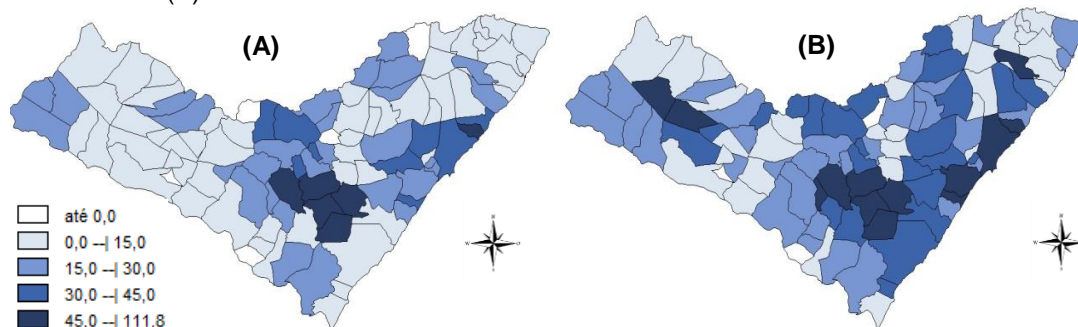 (A)
(B)
até 0,0
0,0 --| 15,0
15,0 --| 30,0
30,0 --| 45,0
45,0 --| 111,8